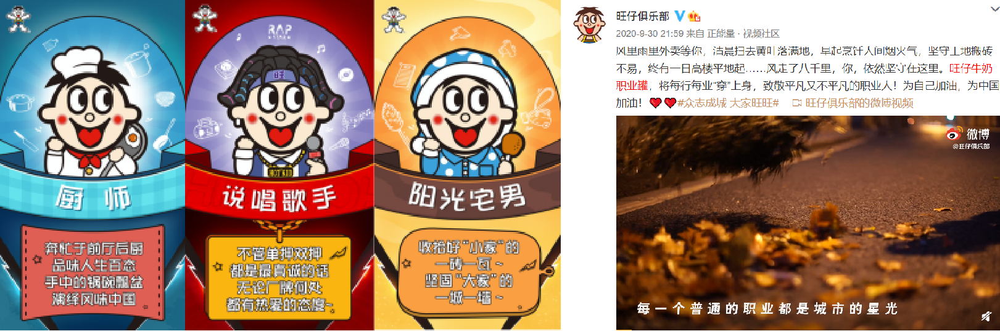 厨师
奔忙于前厅后厨
品味人生百态
手中的锅碗瓢盆
演绎风味中国
RAP
旺
HOT KID
说唱歌手
不管单押双押
都是最真诚的话
无论厂牌何处
都有热爱的态度~
阳光宅男
收拾好“小家”的
一砖一瓦~
坚固“大家”的
一城一墙~
旺仔俱乐部
2020-9-30 21:59 来自 正能量·视频社区
风里雨里外卖等你，清晨扫去黄叶落满地，早起烹饪人间烟火气，坚守工地搬砖
不易，终有一日高楼平地起……风走了八千里，你，依然坚守在这里。旺仔牛奶
职业罐，将每行每业“穿”上身，致敬平凡又不平凡的职业人！为自己加油，为中国
加油！❤❤#众志成城 大家旺旺# 旺仔俱乐部的微博视频
微博
@旺仔俱乐部
每一个普通的职业都是城市的星光